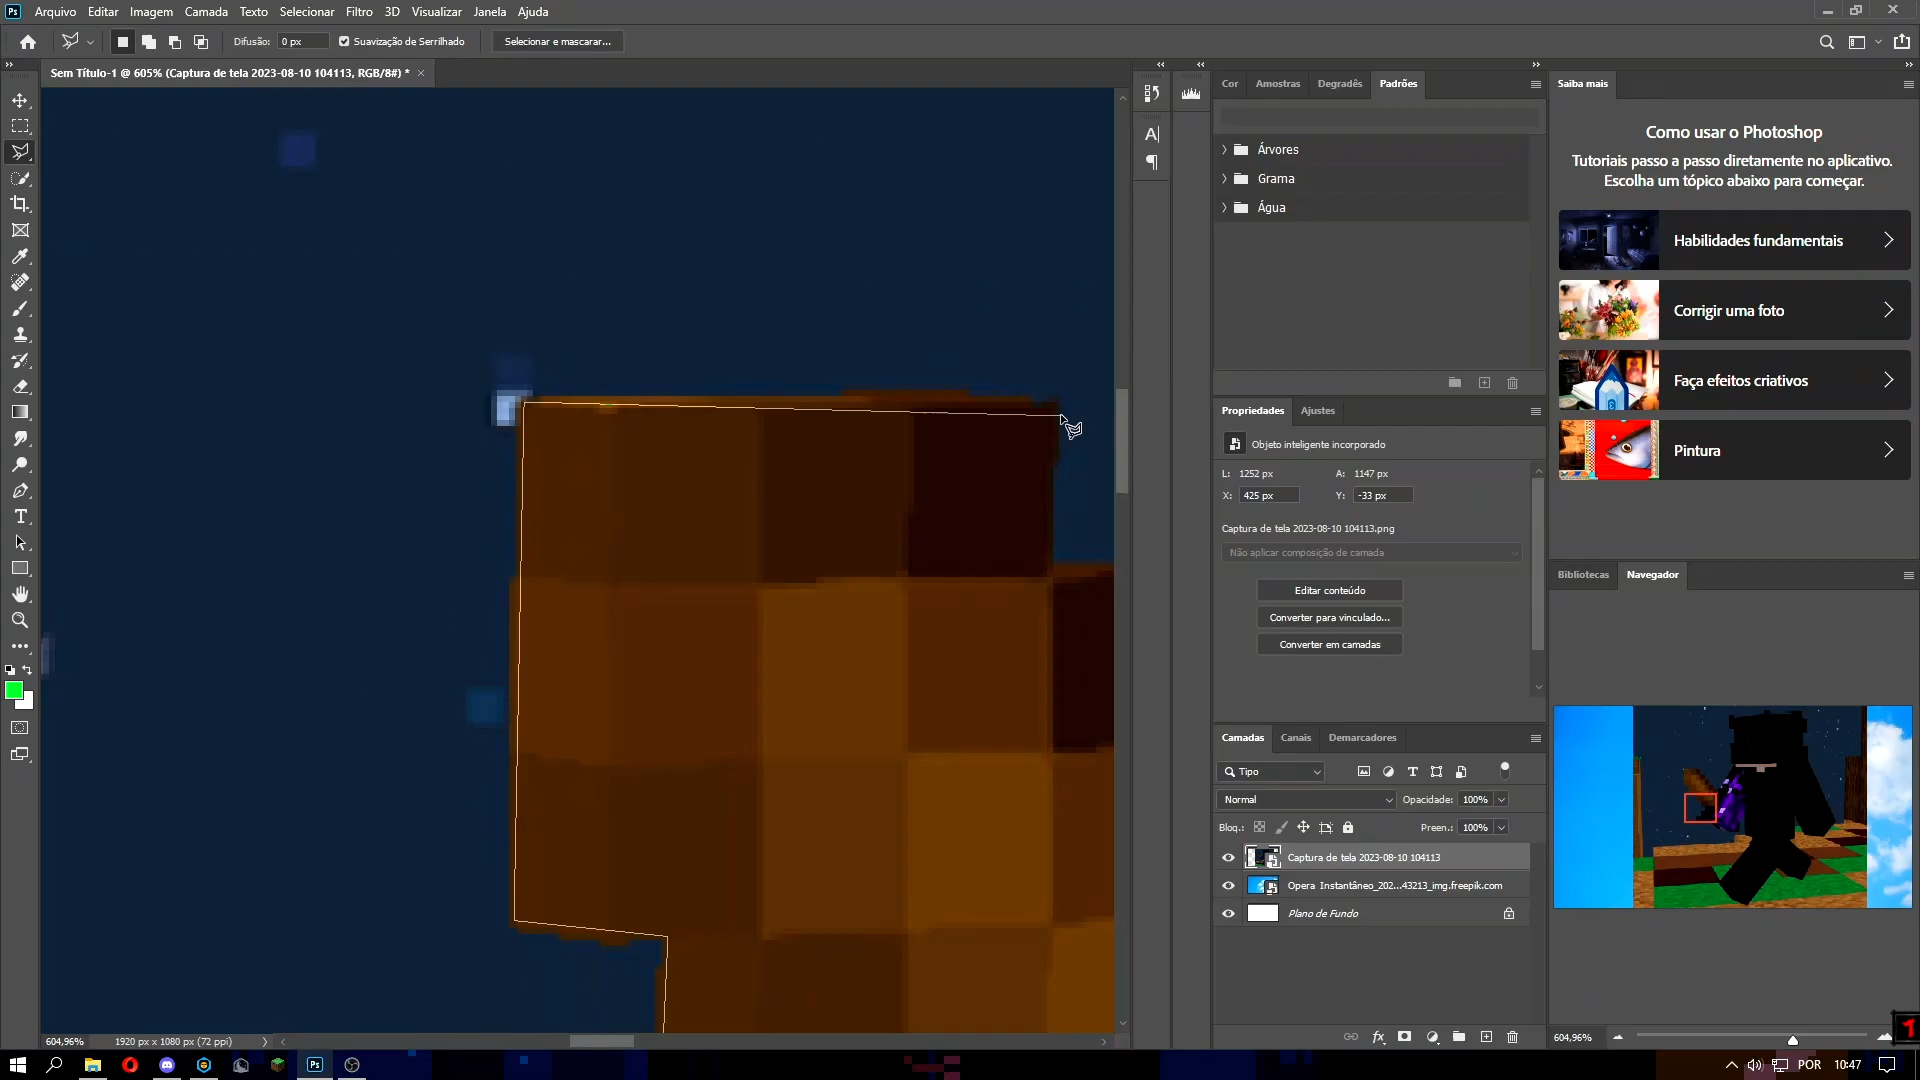 Ps
Arquivo Editar Imagem Camada Texto Selecionar Filtro 3D Visualizar Janela Ajuda
Difusão: 0 px Suavização de Serrilhado Selecionar e mascarar...
Sem Título-1 @ 605% (Captura de tela 2023-08-10 104113, RGB/8#) * ×
Cor Amostras Degradês Padrões
Árvores
Grama
Água
Propriedades Ajustes
Objeto inteligente incorporado
L: 1252 px A: 1147 px
X: 425 px Y: -33 px
Captura de tela 2023-08-10 104113.png
Não aplicar composição de camada
Editar conteúdo
Converter para vinculado...
Converter em camadas
Camadas Canais Demarcadores
Tipo
Normal Opacidade: 100%
Bloq.: Preen.: 100%
Captura de tela 2023-08-10 104113
Opera Instantâneo_202...43213_img.freepik.com
Plano de Fundo
fx
Saiba mais
Como usar o Photoshop
Tutoriais passo a passo diretamente no aplicativo.
Escolha um tópico abaixo para começar.
Habilidades fundamentais
Corrigir uma foto
Faça efeitos criativos
Pintura
Bibliotecas Navegador
604,96%
604,96% 1920 px x 1080 px (72 ppi)
Ps
POR 10:47